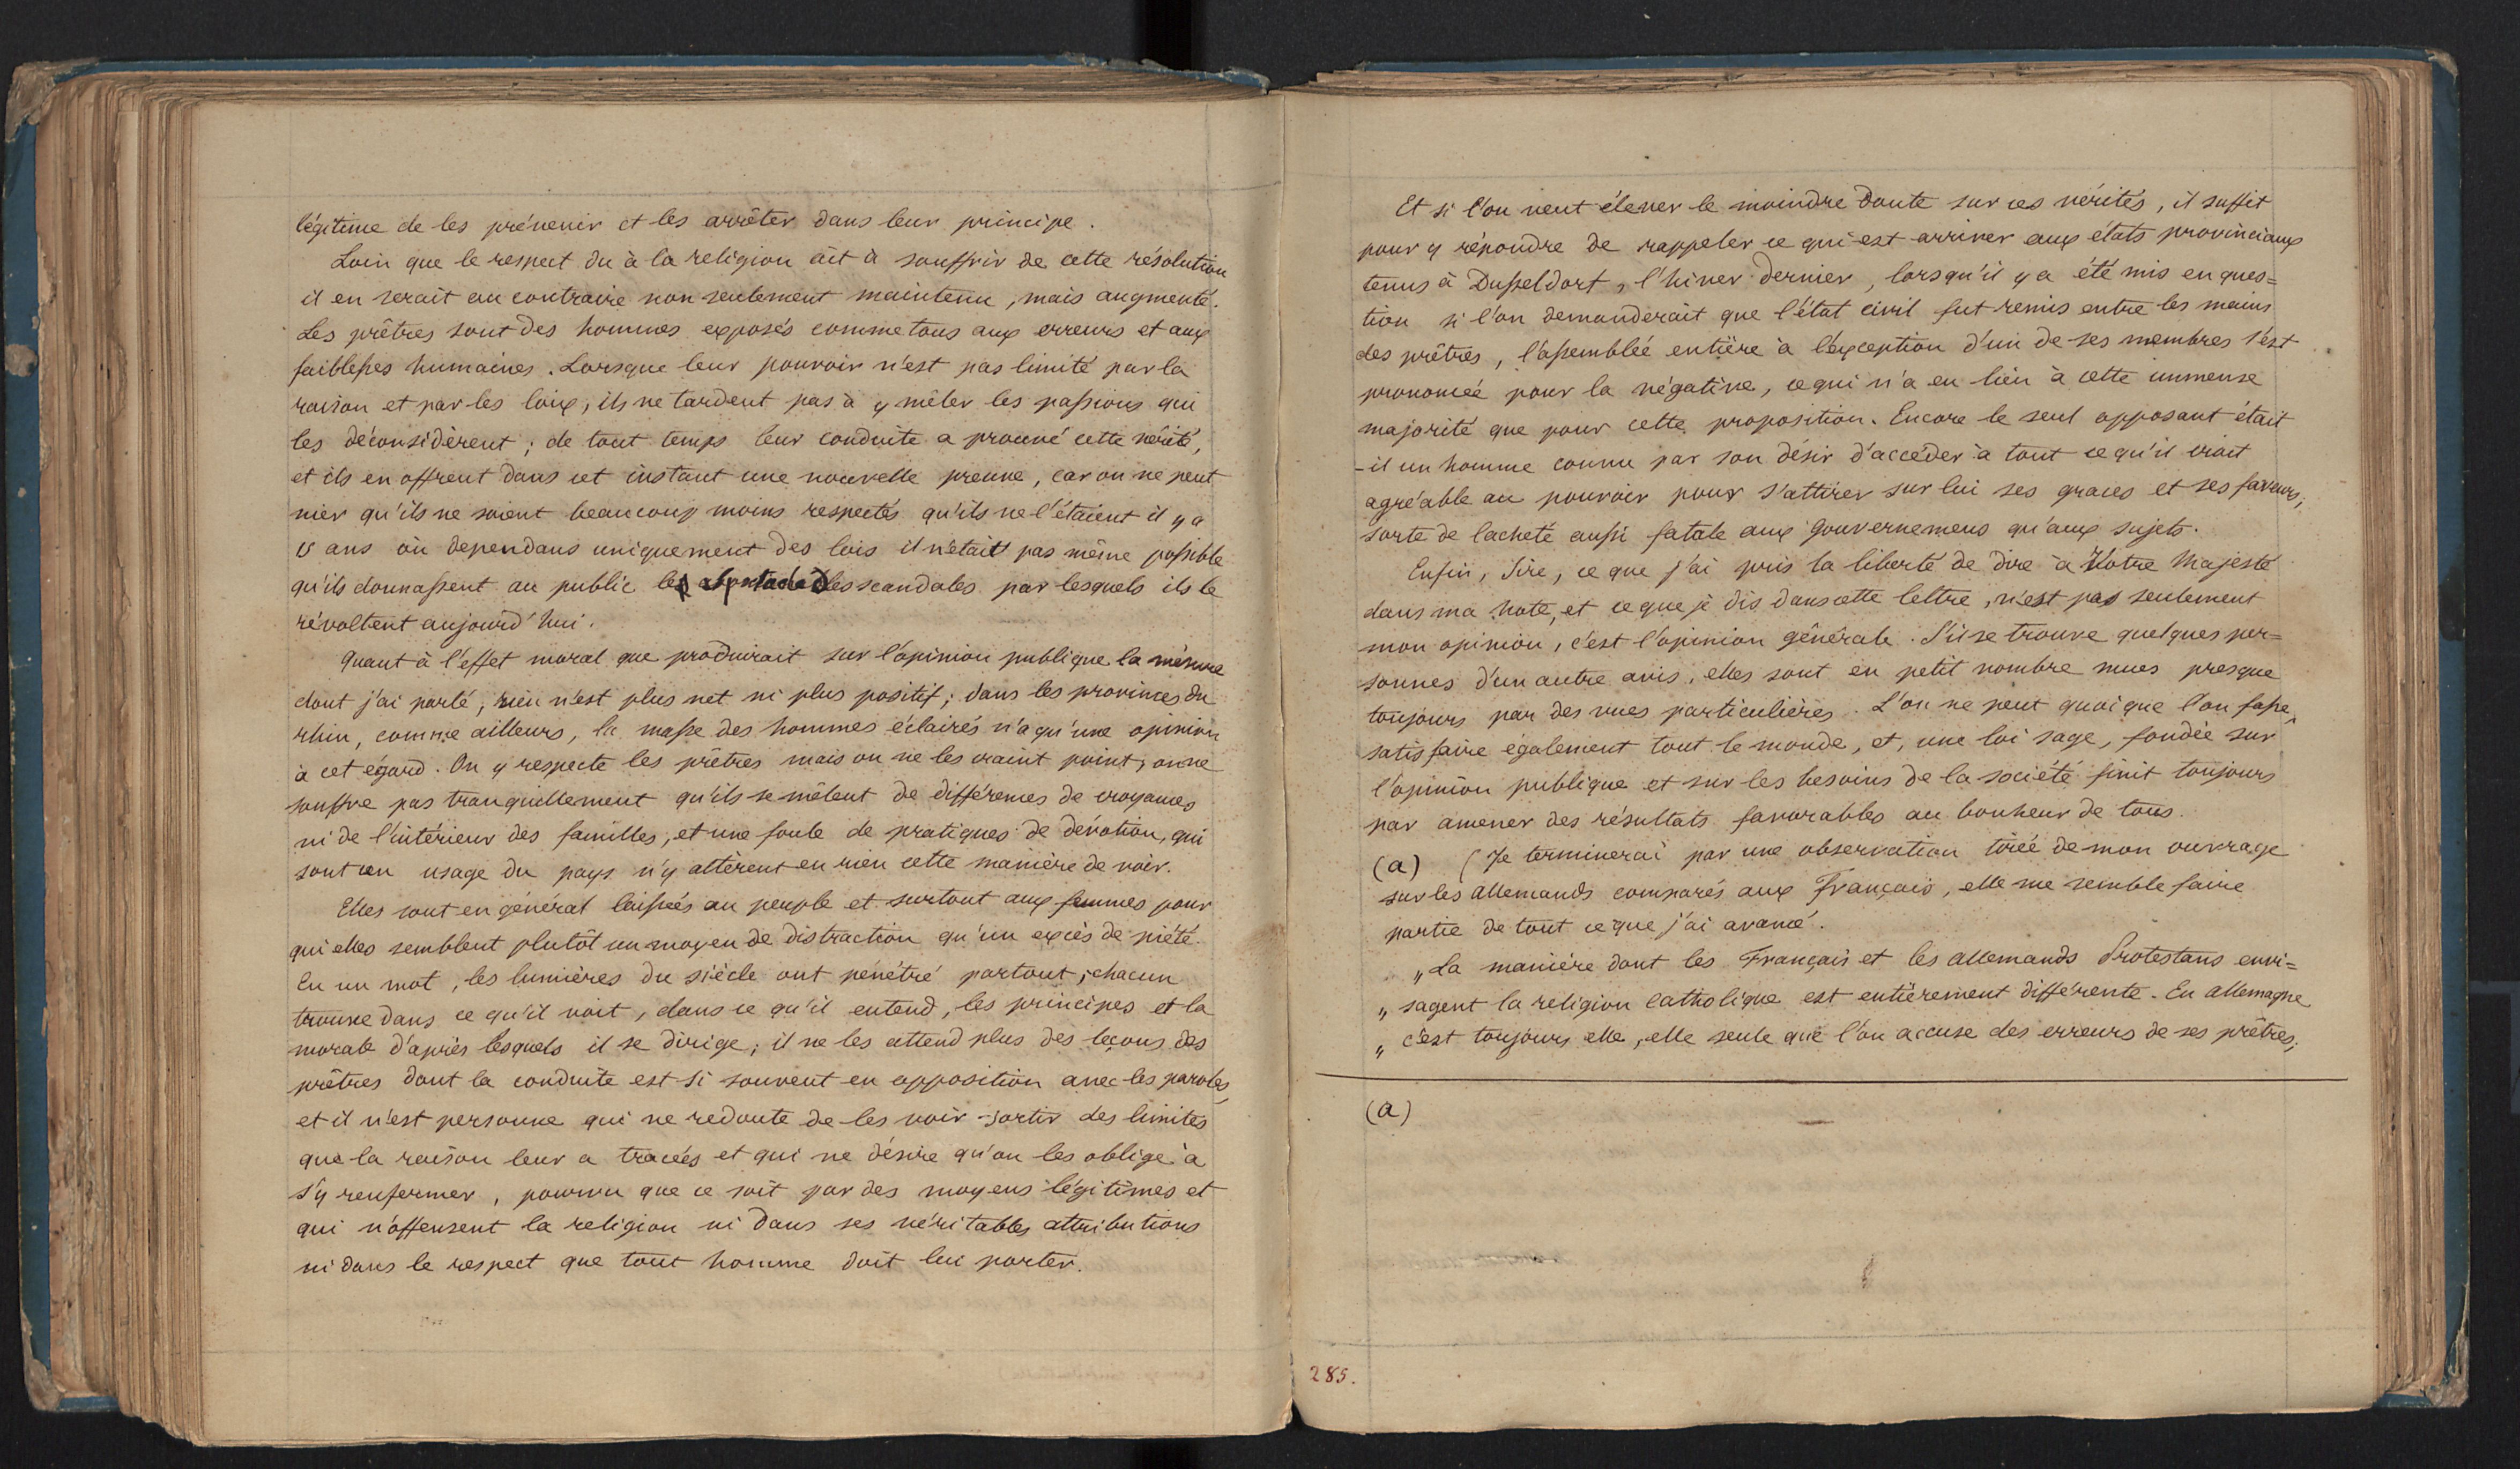 légitime de les prévenir et les arrêter dans leur principe.
Loin que le respect du à la religion ait à souffrir de cette résolution
il en serait au contraire non seulement maintenu, mais augmenté.
Les prêtres sont des hommes exposés comme tous aux erreurs et aux
faiblesses humaines. Lorsque leur pouvoir n'est pas limité par la
raison et par les loix, ils ne tardent pas à y mêler les passions qui
les déconsidèrent; de tout temps leur conduite a prouvé cette vérité,
et ils en offrent dans cet instant une nouvelle preuve, car on ne peut
nier qu'ils ne soient beaucoup moins respectés qu'ils ne l'étaient il y a
15 ans où dependans uniquement des lois il n'était pas même possible
qu'ils donnassent au public les scandales par lesquels ils le
révoltent aujourd'hui.
Quant à l'effet moral que produirait sur l'opinion publique la mésure
dont j'ai parlé, rien n'est plus net ni plus positif; dans les provinces du
rhin, comme ailleurs, la masse des hommes éclairés n'a qu'une opinion
à cet égard. On y respecte les prêtres mais on ne les craint point; on ne
souffre pas tranquillement qu'ils se mêlent de différences de croyances
ni de l'intérieur des familles, et une foule de pratiques de dévotion, qui
sont en usage du pays n'y altèrent en rien cette manière de voir.
Elles sont en général laissées au peuple et surtout aux femmes pour
qui elles semblent plutôt un moyen de distraction qu'un excès de piété.
En un mot, les lumières du siècle ont pénétré partout; chacun
trouve dans ce qu'il voit, dans ce qu'il entend, les principes et la
morale d'après lesquels il se dirige; il ne les attend plus des leçons des
prêtres dont la conduite est si souvent en opposition avec les paroles,
et il n'est personne qui ne redoute de les voir sortir des limites
que la raison leur a tracées et qui ne désire qu'on les oblige à
s'y renfermer, pourvu que ce soit par des moyens légitimes et
qui n'offensent la religion ni dans ses véritables attributions
ni dans le respect que tout homme doit lui porter.
Et si l'on veut élever le moindre doute sur ces vérités, il suffit
pour y répondre de rappeler ce qui est arriver aux états provinciaux
tenus à Dusseldorf, l'hiver dernier, lorsqu'il y a été mis en ques=
tion si l'on demanderait que l'état civil fut remis entre les mains
des prêtres, l'assemblée entière à l'exception d'un de ses membres s'est
prononcée pour la négative, ce qui n'a eu lieu à cette immense
majorité que pour cette proposition. Encore le seul opposant était
-il un homme connu par son désir d'accéder à tout ce qu'il croit
agréable au pouvoir pour s'attirer sur lui ses graces et ses faveurs,
sorte de lacheté aussi fatale aux gouvernemens qu'aux sujets.
Enfin, Sire, ce que j'ai pris la liberté de dire à Votre Majesté
dans ma note, et ce que je dis dans cette lettre, n'est pas seulement
mon opinion, c'est l'opinion générale. S'il se trouve quelques per=
sonnes d'un autre avis, elles sont en petit nombre mues presque
toujours par des vues particulières. L'on ne peut quoique l'on fasse,
satisfaire également tout le monde, et, une loi sage, fondée sur
l'opinion publique et sur les besoins de la société finit toujours
par amener des résultats favorables au bonheur de tous.
(a) (Je terminerai par une observation tirée de mon ouvrage
sur les allemands comparés aux Français, elle me semble faire
partie de tout ce que j'ai avancé.
„La manière dont les Français et les allemands Protestans envi=
„ sagent la religion catholique est entièrement différente. En allemagne
„ c'est toujours elle, elle seule que l'on accuse des erreurs de ses prêtres;
(a)
285.